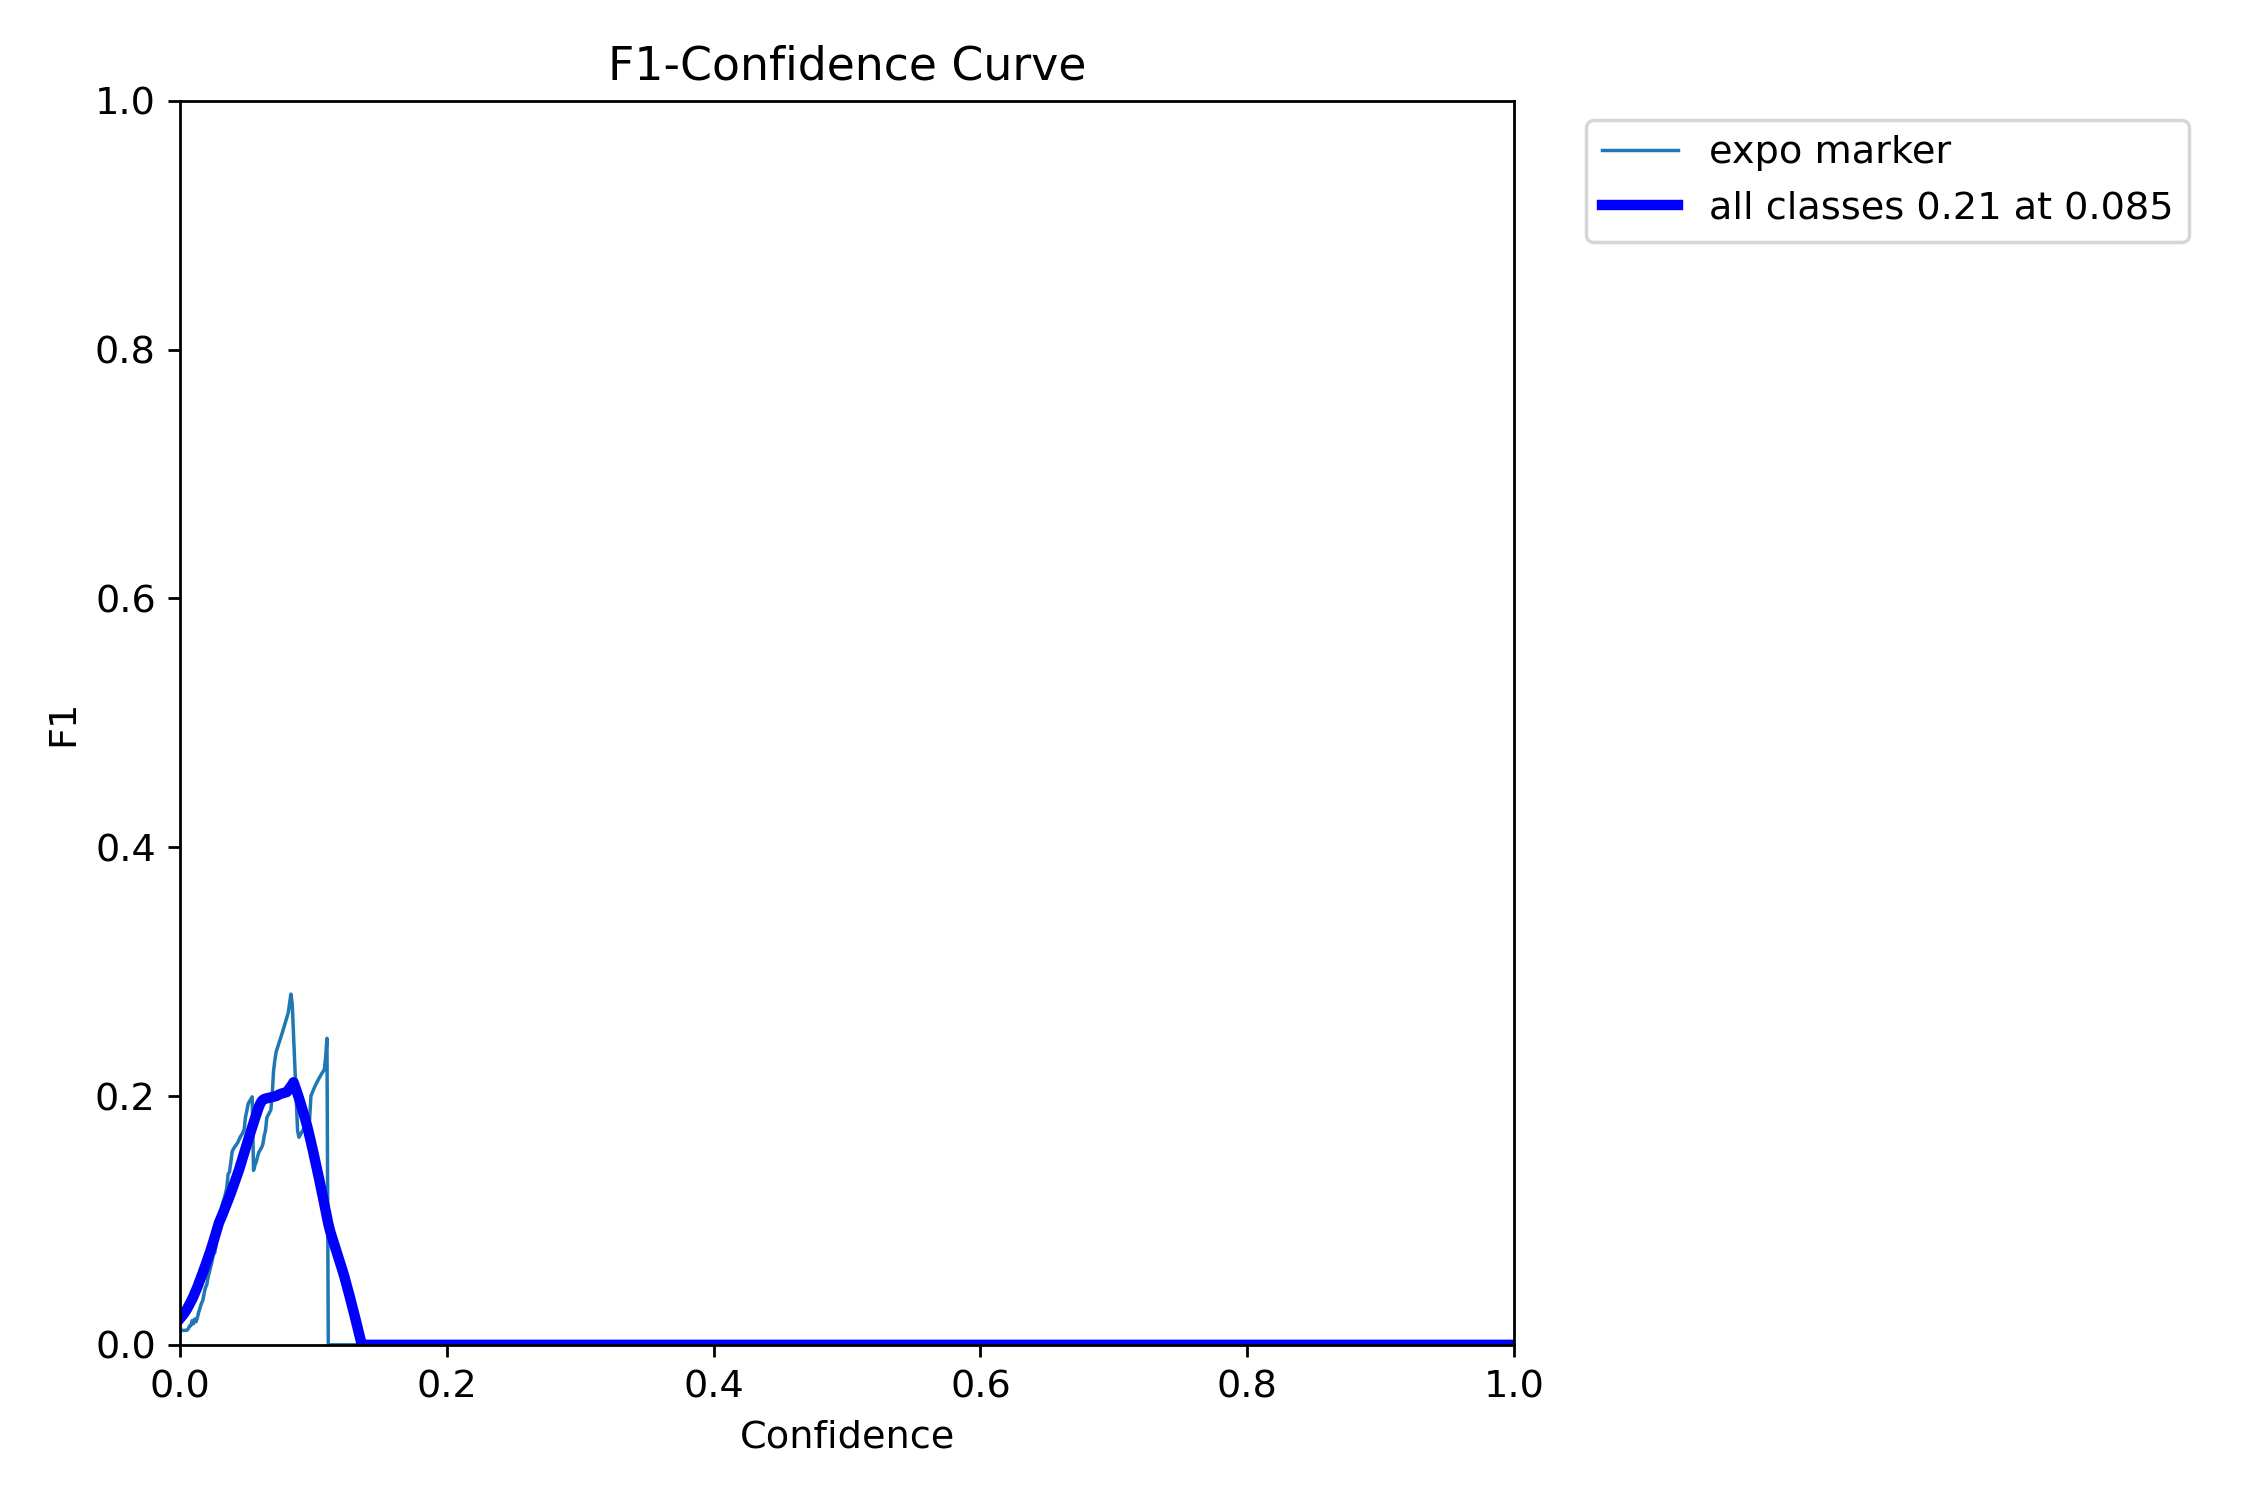 F1-Confidence Curve
1.0
0.8
0.6
0.4
0.2
0.0
F1
0.0 0.2 0.4 0.6 0.8 1.0
Confidence
expo marker
all classes 0.21 at 0.085